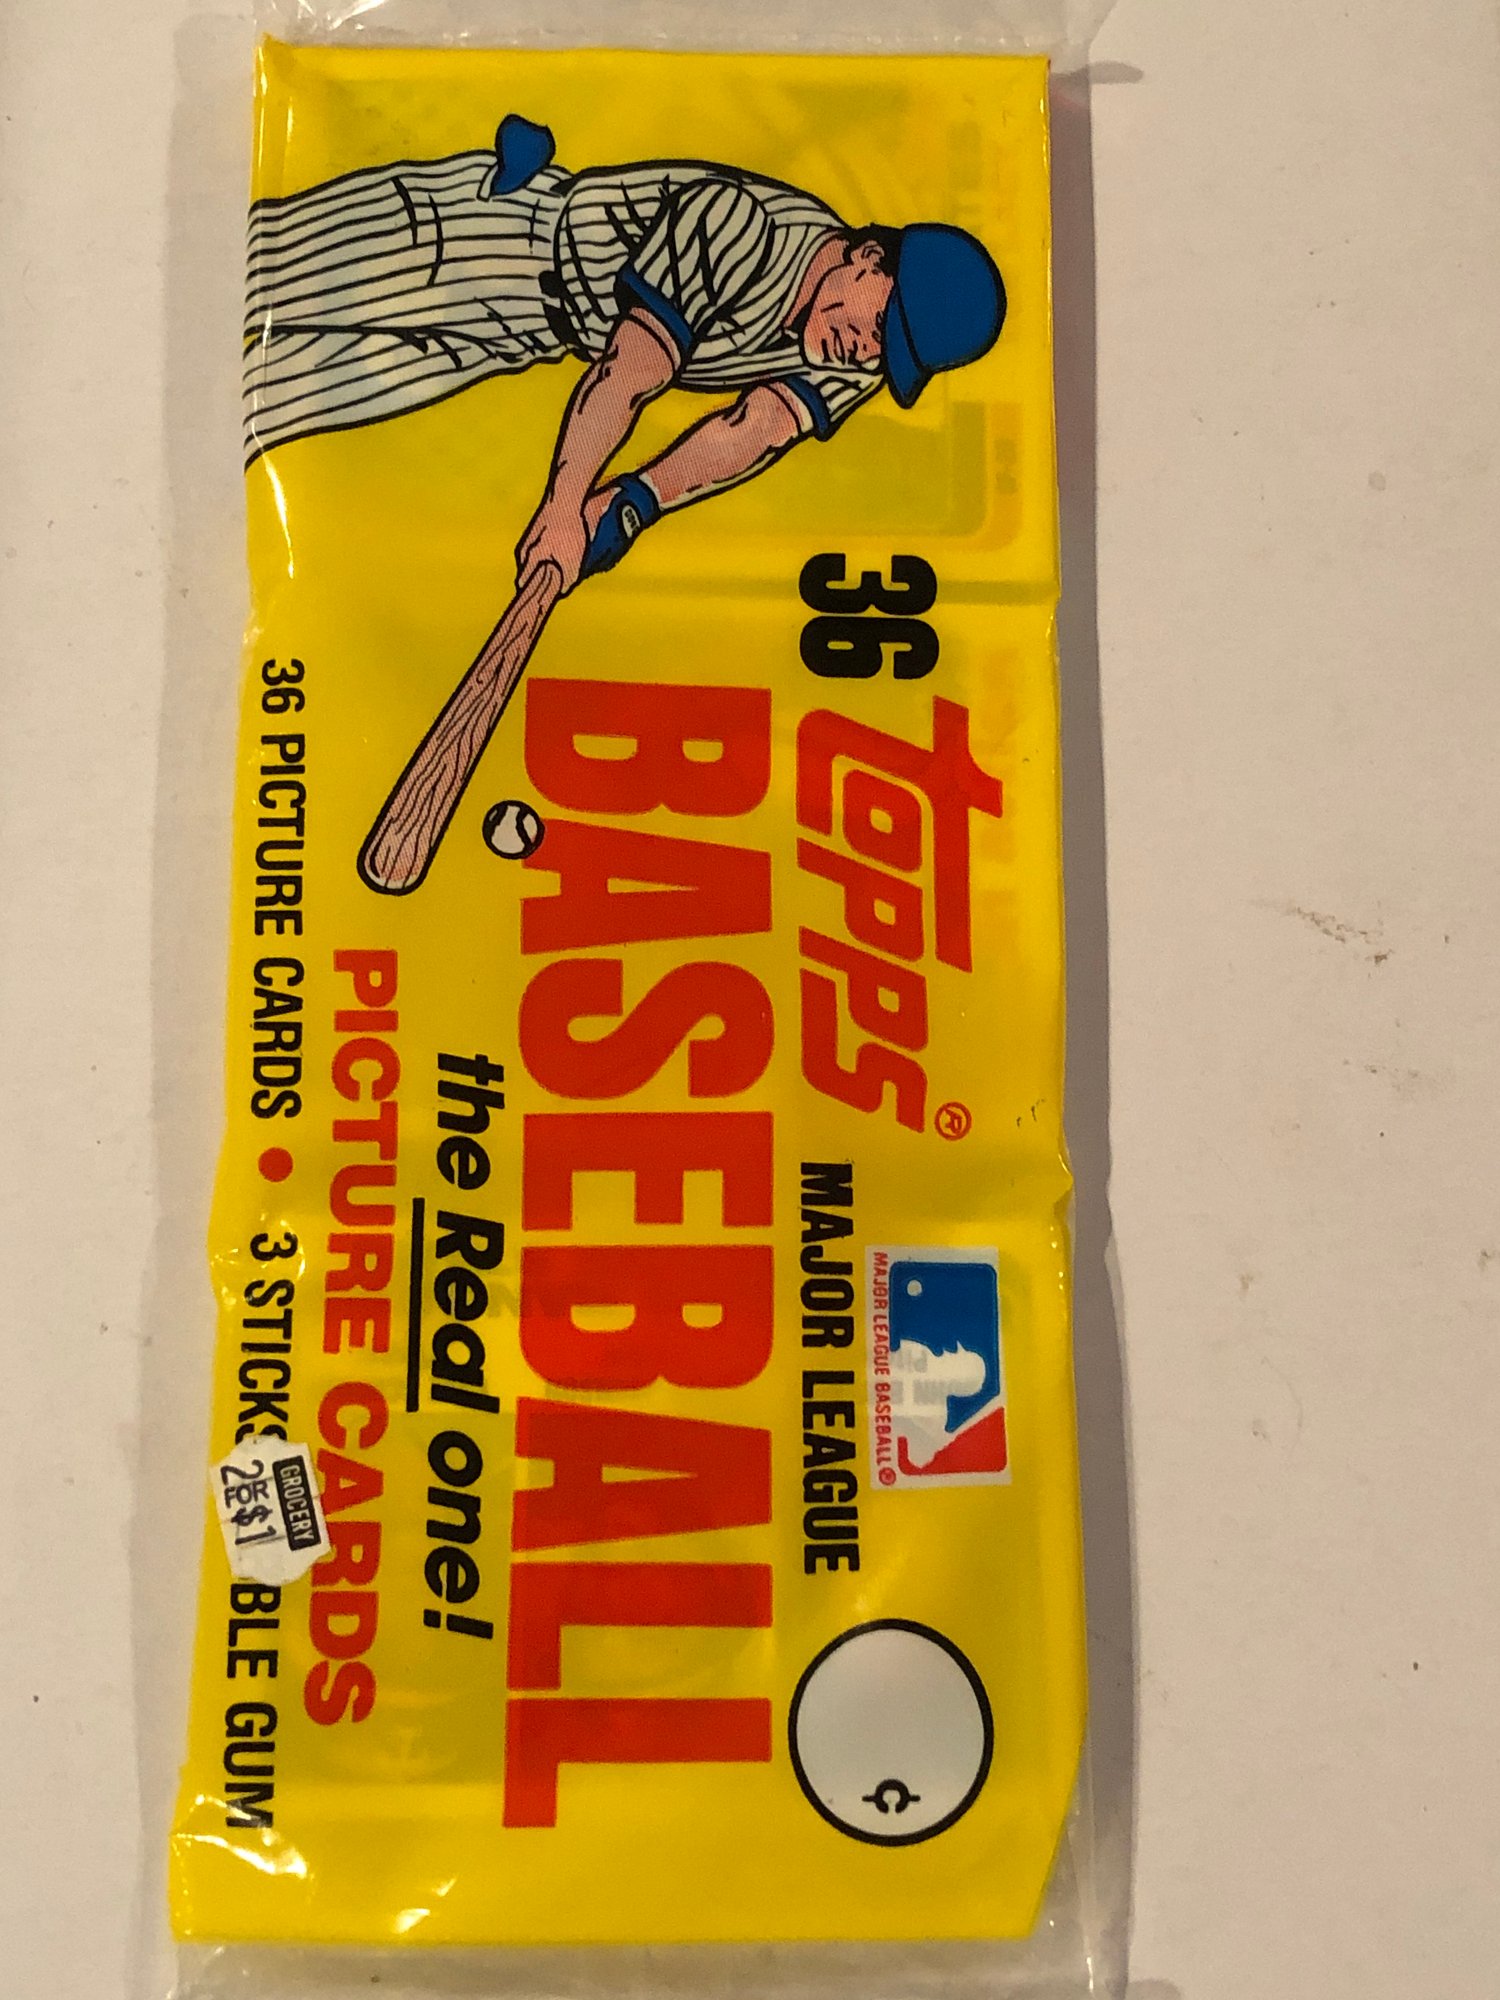 36 Topps®
MAJOR LEAGUE BASEBALL®
MAJOR LEAGUE
¢
BASEBALL
the Real one!
PICTURE CARDS
36 PICTURE CARDS • 3 STICKS BLE GUM
GROCERY
2 FOR $1